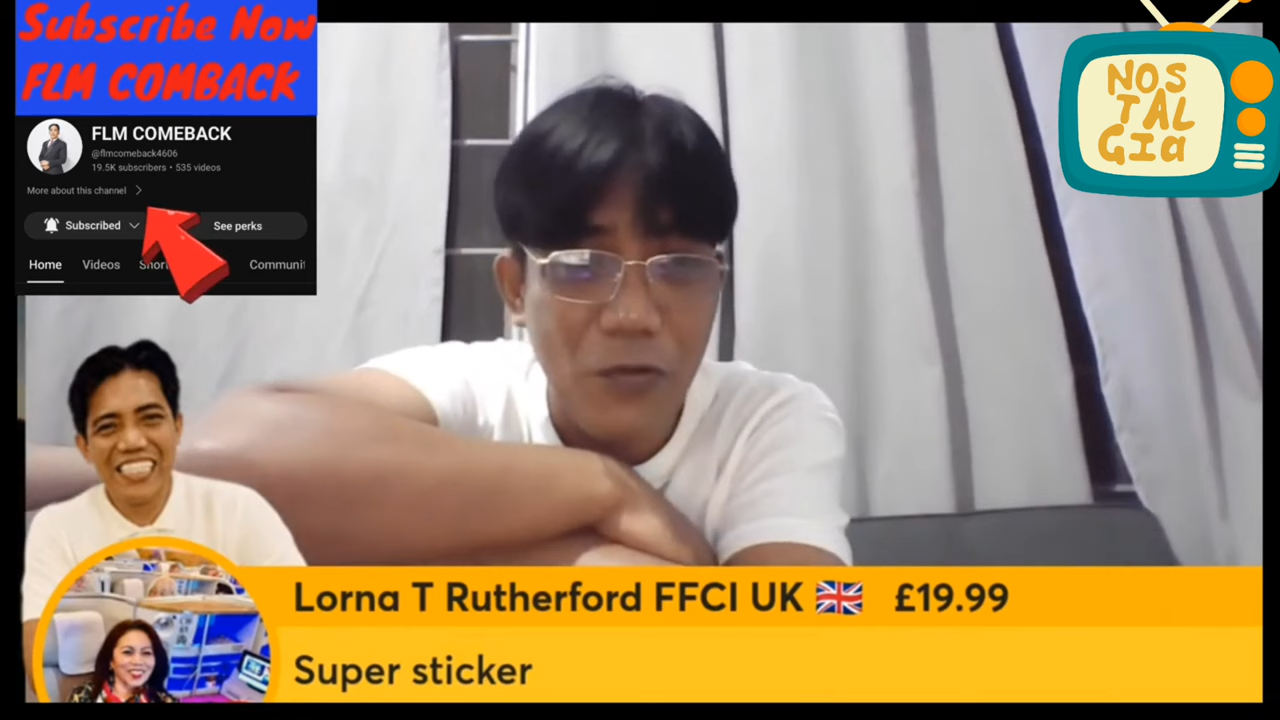 Subscribe Now
FLM COMBACK
FLM COMEBACK
@flmcomeback4606
19.5K subscribers • 535 videos
More about this channel
Subscribed
See perks
Home Videos Communi
NOS
TAL
GIa
Lorna T Rutherford FFCI UK 🇬🇧 £19.99
Super sticker